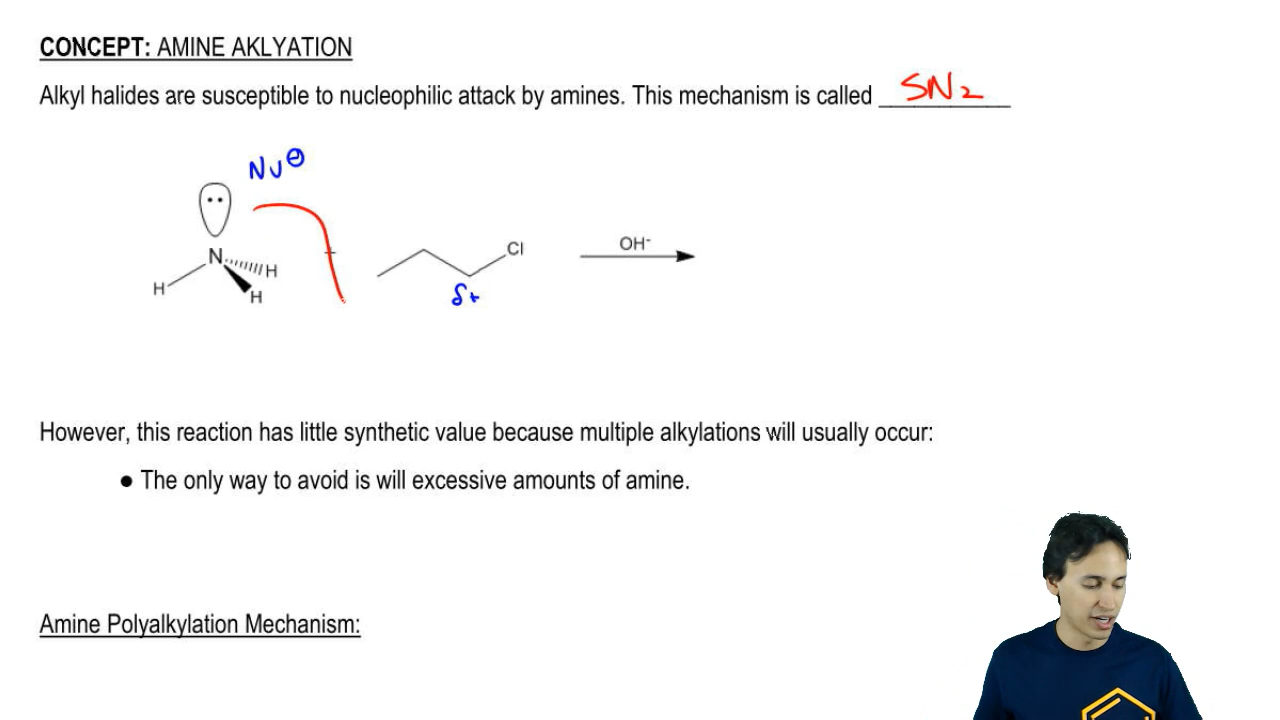 CONCEPT: AMINE AKLYATION
Alkyl halides are susceptible to nucleophilic attack by amines. This mechanism is called SN2
Nu⊖
N
H
H
H
+
Cl
δ+
OH-
However, this reaction has little synthetic value because multiple alkylations will usually occur:
● The only way to avoid is will excessive amounts of amine.
Amine Polyalkylation Mechanism: